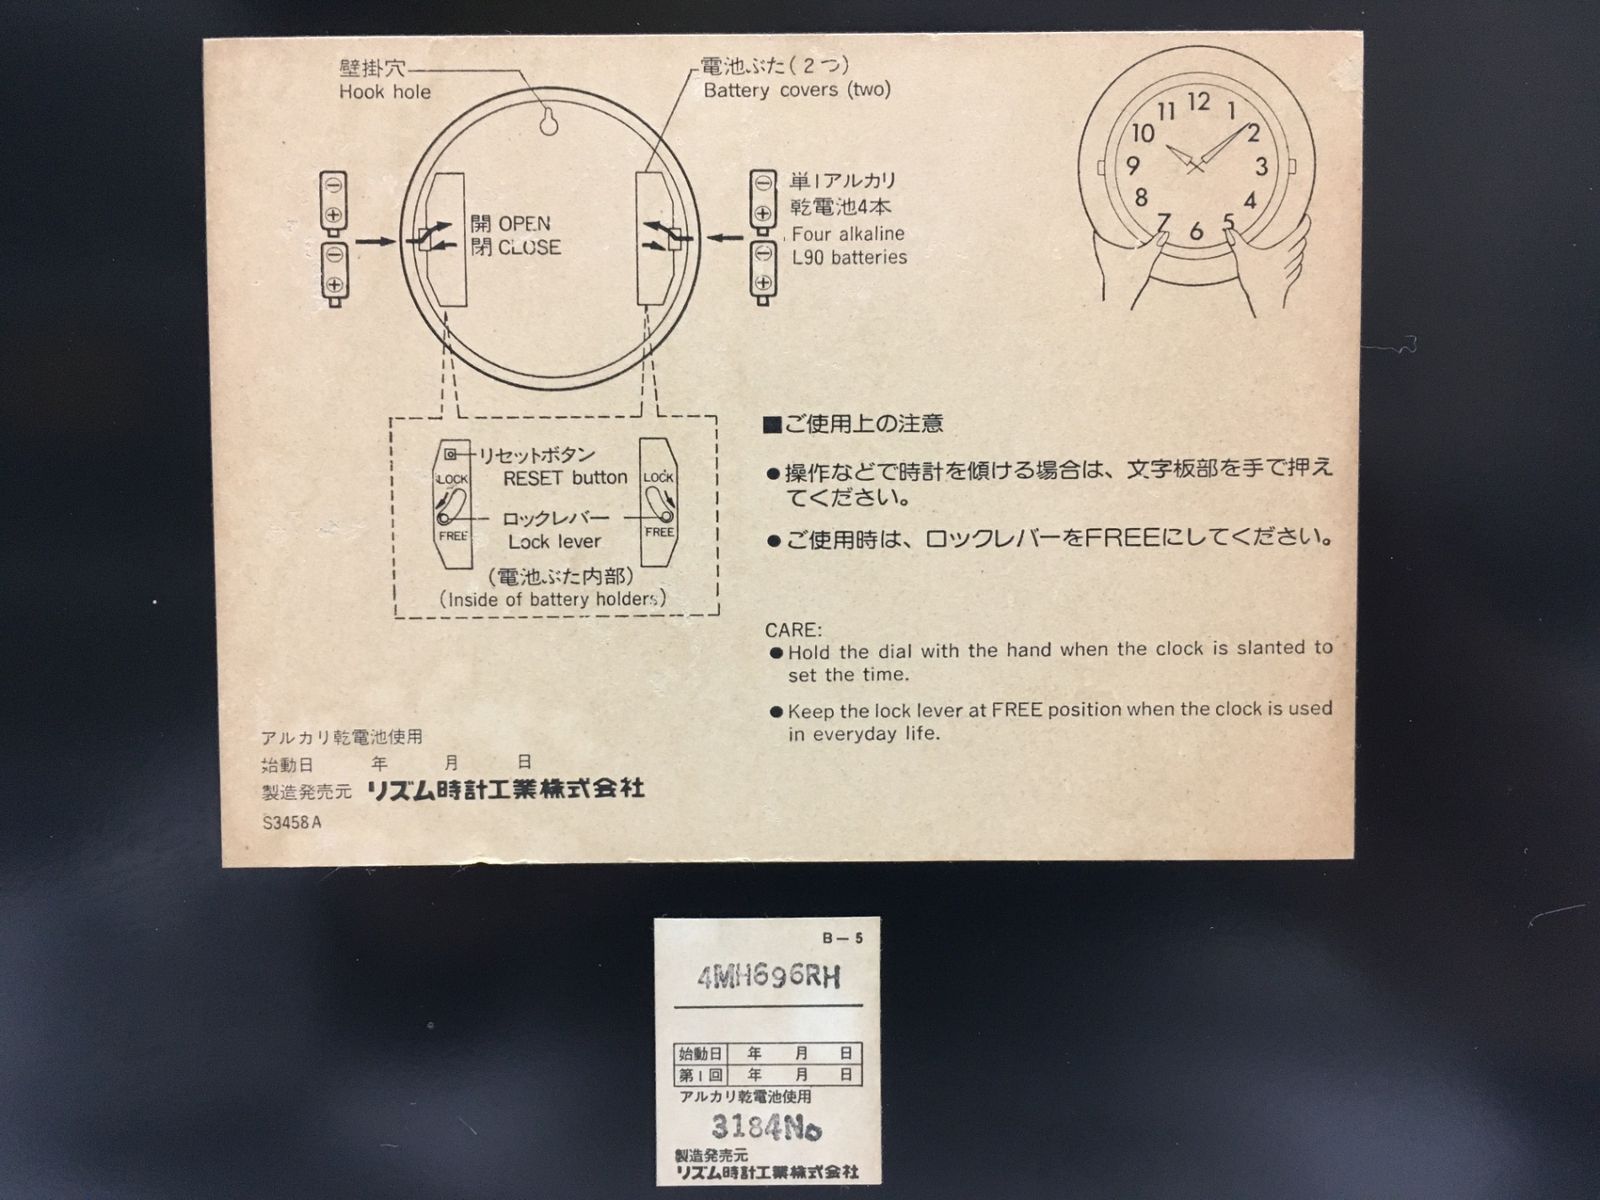 壁掛穴
Hook hole
電池ぶた(2つ)
Battery covers (two)
12
1
2
3
4
5
6
7
8
9
10
11
⊖
⊕
⊖
⊕
開 OPEN
閉 CLOSE
⊖
⊕
⊖
⊕
単1アルカリ
乾電池4本
Four alkaline
L90 batteries
リセットボタン
RESET button
LOCK
LOCK
ロックレバー
Lock lever
FREE
FREE
(電池ぶた内部)
(Inside of battery holders)
■ご使用上の注意
●操作などで時計を傾ける場合は、文字板部を手で押え
てください。
●ご使用時は、ロックレバーをFREEにしてください。
CARE:
●Hold the dial with the hand when the clock is slanted to
set the time.
●Keep the lock lever at FREE position when the clock is used
in everyday life.
アルカリ乾電池使用
始動日 年 月 日
製造発売元 リズム時計工業株式会社
S3458A
B-5
4MH696RH
始動日 年 月 日
第1回 年 月 日
アルカリ乾電池使用
3184No
製造発売元
リズム時計工業株式会社